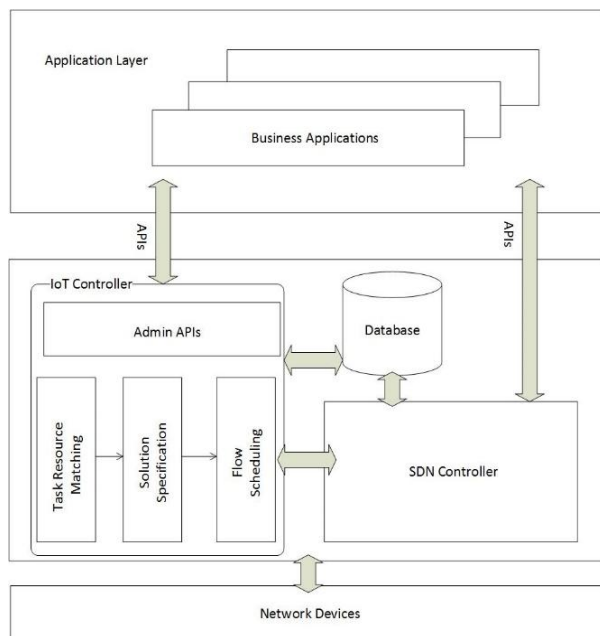 Application Layer
Business Applications
APIs
APIs
IoT Controller
Admin APIs
Database
Task Resource
Matching
Solution
Specification
Flow
Scheduling
SDN Controller
Network Devices